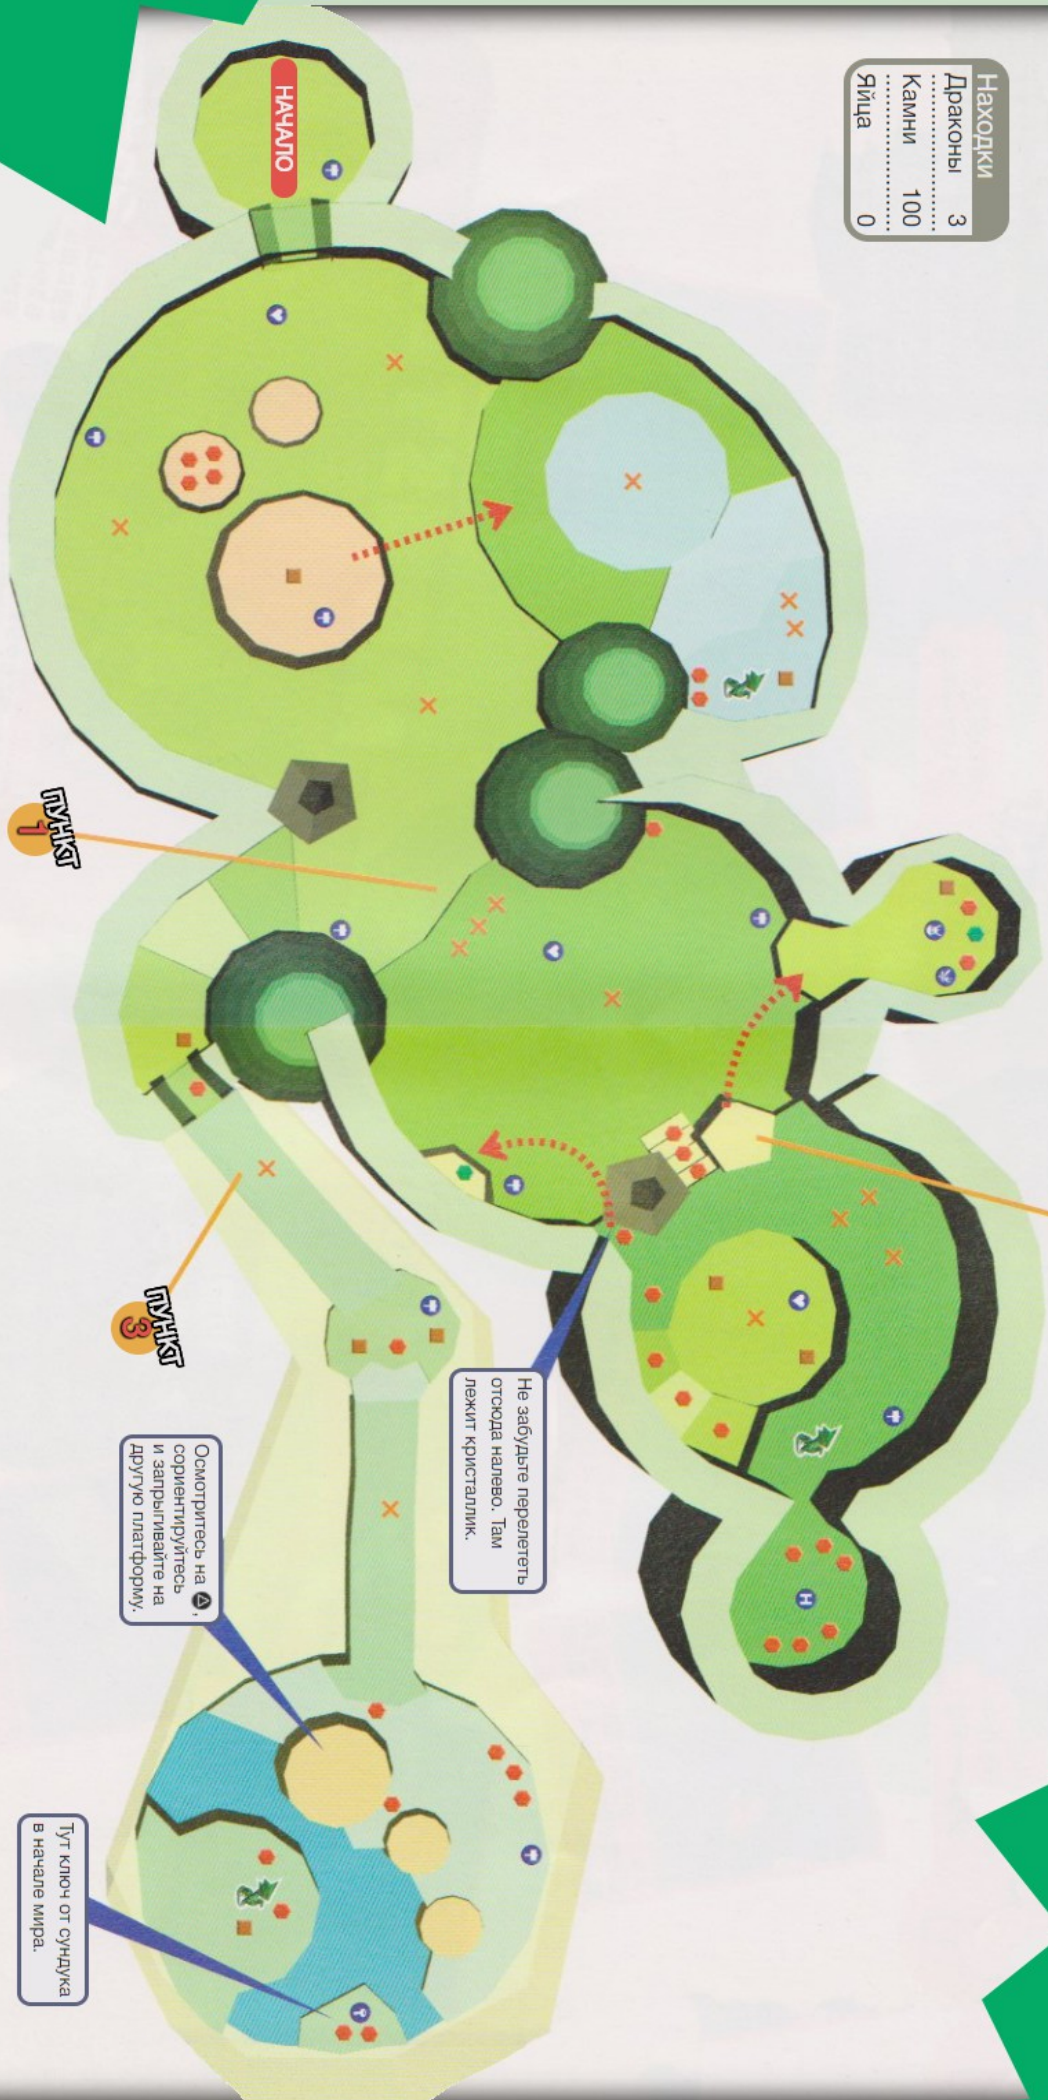 Находки
Драконы 3
Камни 100
Яйца 0
НАЧАЛО
ПУНКТ
1
ПУНКТ
3
Не забудьте перелететь
отсюда налево. Там
лежит кристаллик.
Осмотритесь на △,
сориентируйтесь
и запрыгивайте на
другую платформу.
Тут ключ от сундука
в начале мира.
H